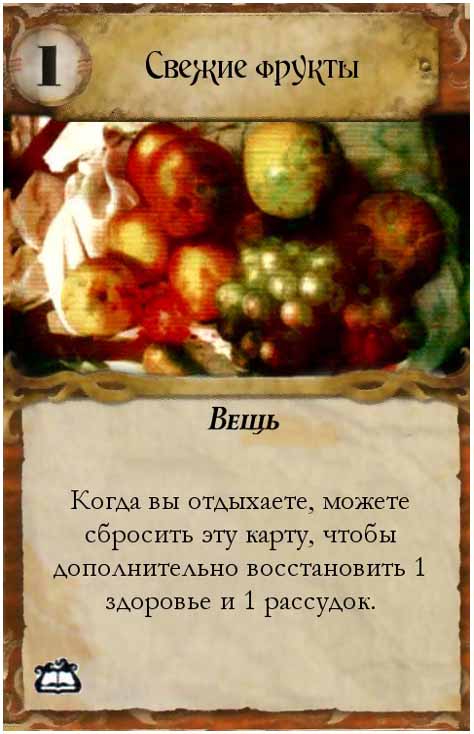 1
Свежие фрукты
Вещь
Когда вы отдыхаете, можете
сбросить эту карту, чтобы
дополнительно восстановить 1
здоровье и 1 рассудок.